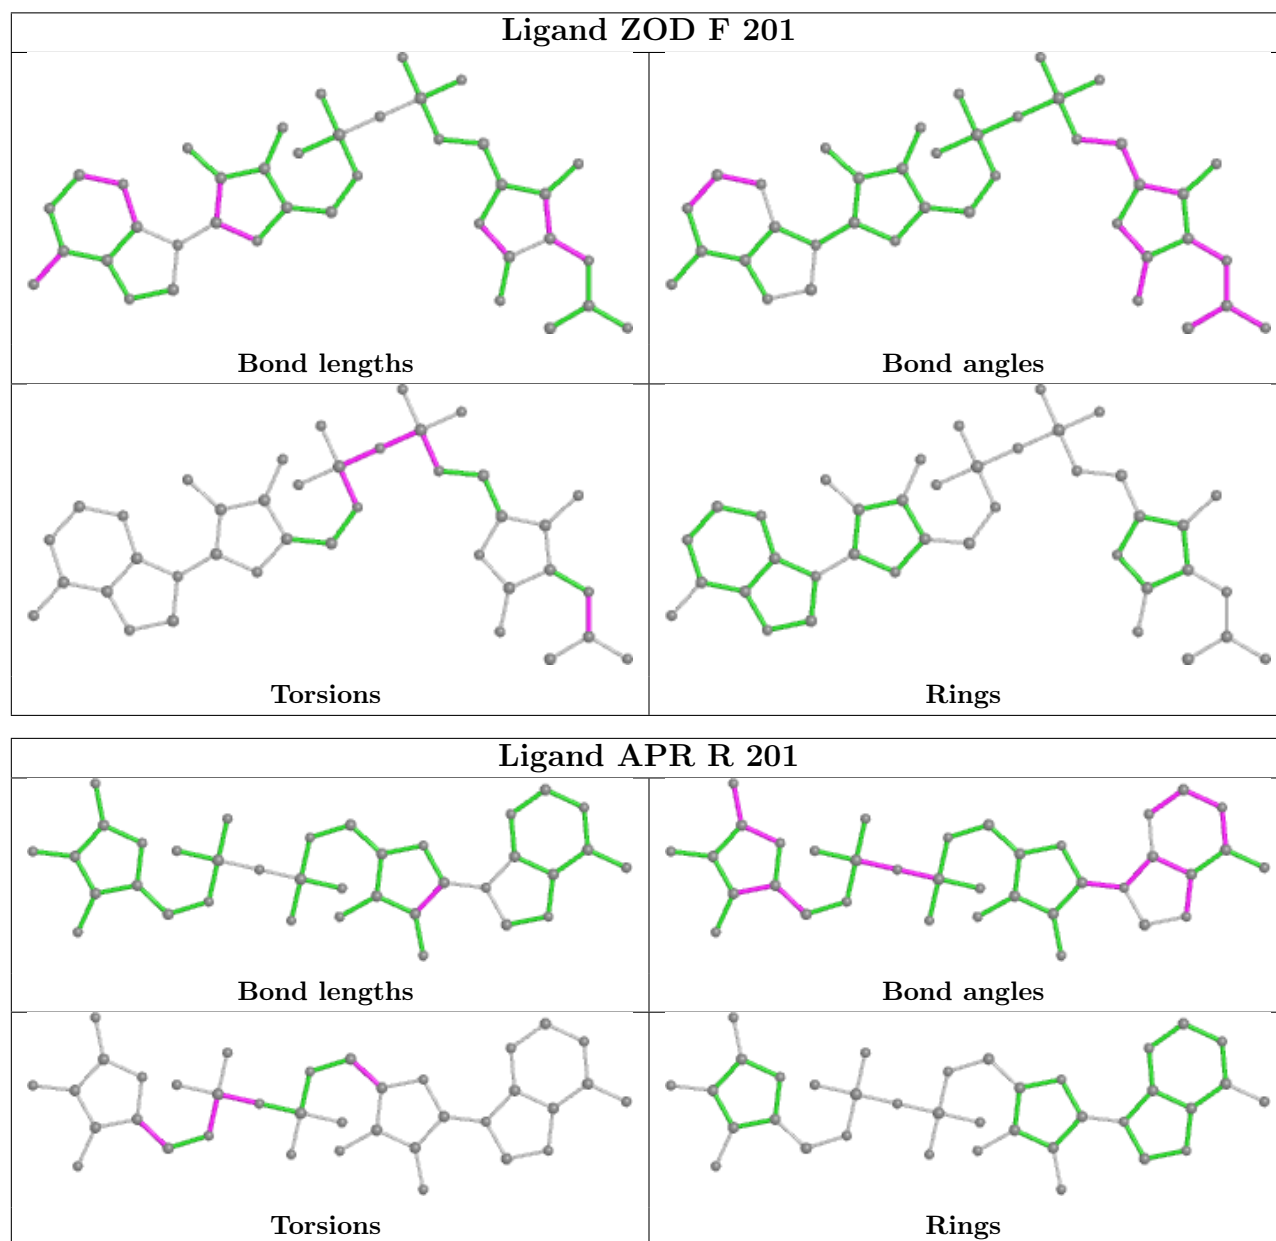 Ligand ZOD F 201
Bond lengths
Bond angles
Torsions
Rings
Ligand APR R 201
Bond lengths
Bond angles
Torsions
Rings